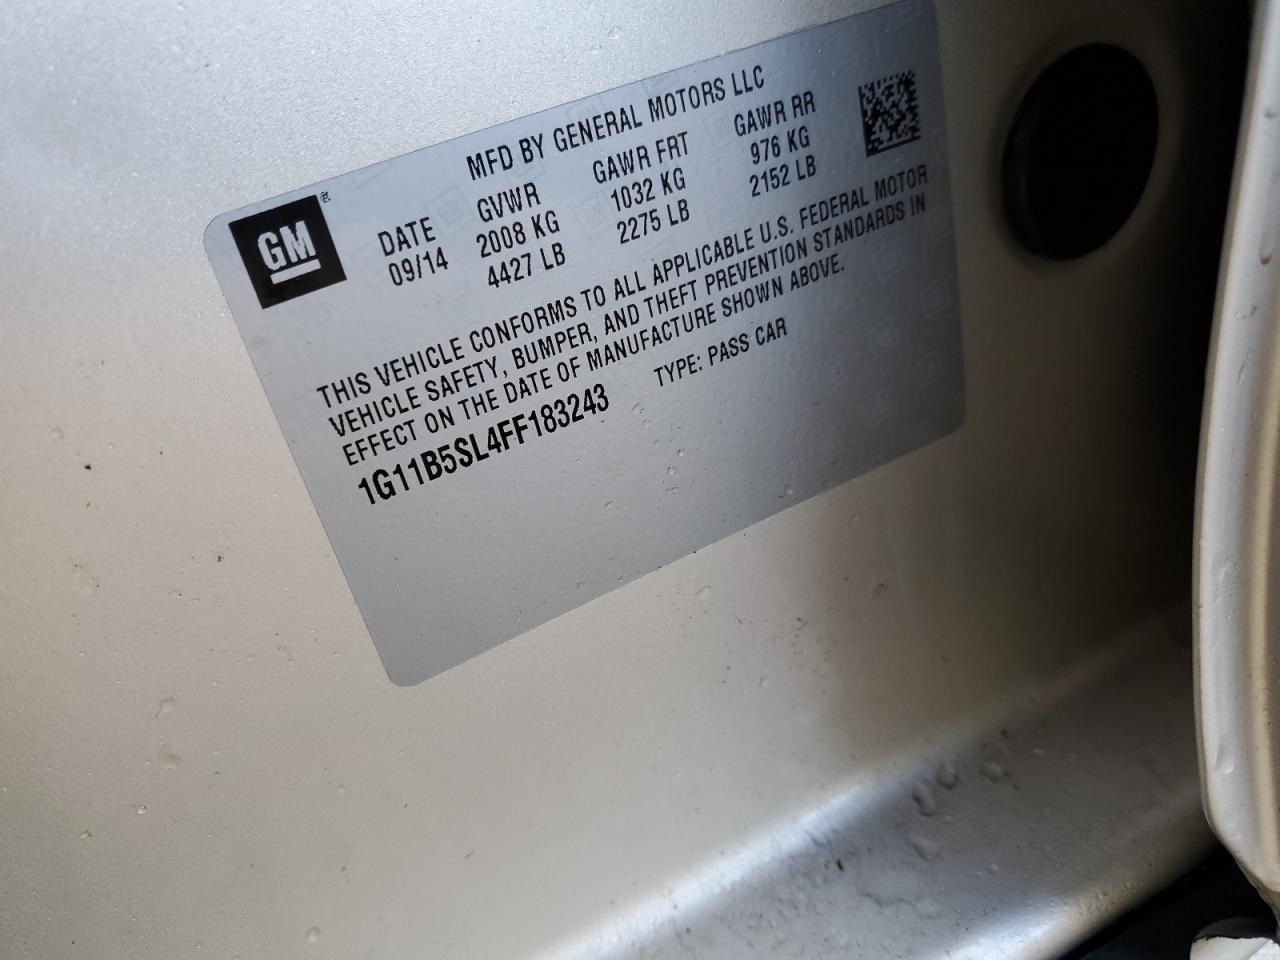 GM
MFD BY GENERAL MOTORS LLC
DATE GVWR GAWR FRT GAWR RR
09/14 2008 KG 1032 KG 976 KG
4427 LB 2275 LB 2152 LB
THIS VEHICLE CONFORMS TO ALL APPLICABLE U.S. FEDERAL MOTOR
VEHICLE SAFETY, BUMPER, AND THEFT PREVENTION STANDARDS IN
EFFECT ON THE DATE OF MANUFACTURE SHOWN ABOVE.
1G11B5SL4FF183243 TYPE: PASS CAR